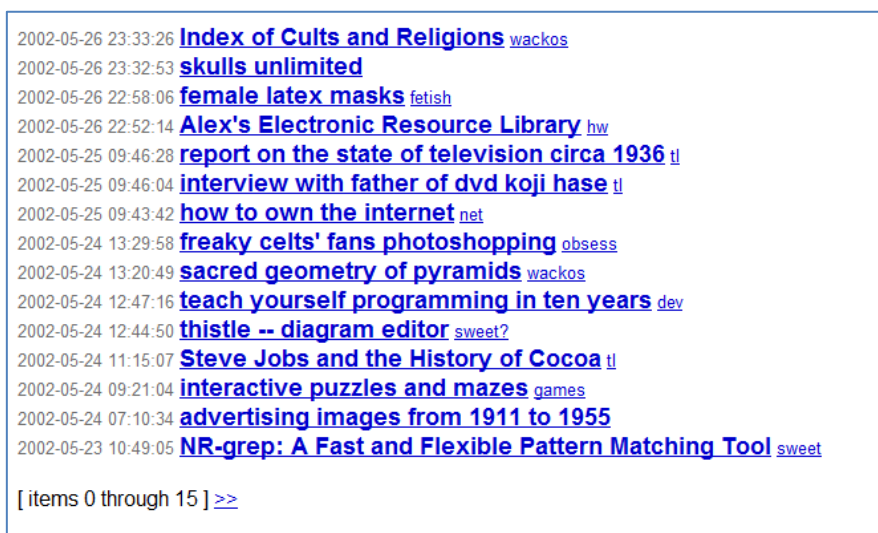 2002-05-26 23:33:26 Index of Cults and Religions wackos
2002-05-26 23:32:53 skulls unlimited
2002-05-26 22:58:06 female latex masks fetish
2002-05-26 22:52:14 Alex's Electronic Resource Library hw
2002-05-25 09:46:28 report on the state of television circa 1936 tl
2002-05-25 09:46:04 interview with father of dvd koji hase tl
2002-05-25 09:43:42 how to own the internet net
2002-05-24 13:29:58 freaky celts' fans photoshopping obsess
2002-05-24 13:20:49 sacred geometry of pyramids wackos
2002-05-24 12:47:16 teach yourself programming in ten years dev
2002-05-24 12:44:50 thistle -- diagram editor sweet?
2002-05-24 11:15:07 Steve Jobs and the History of Cocoa tl
2002-05-24 09:21:04 interactive puzzles and mazes games
2002-05-24 07:10:34 advertising images from 1911 to 1955
2002-05-23 10:49:05 NR-grep: A Fast and Flexible Pattern Matching Tool sweet
[ items 0 through 15 ] >>